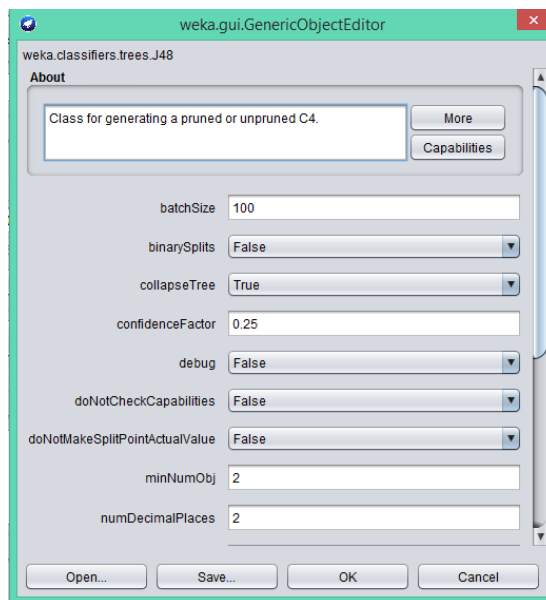 weka.gui.GenericObjectEditor
weka.classifiers.trees.J48
About
Class for generating a pruned or unpruned C4.
More
Capabilities
batchSize 100
binarySplits False
collapseTree True
confidenceFactor 0.25
debug False
doNotCheckCapabilities False
doNotMakeSplitPointActualValue False
minNumObj 2
numDecimalPlaces 2
Open... Save... OK Cancel